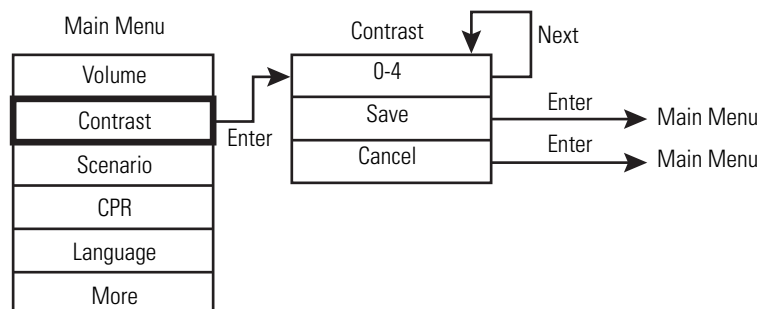 Main Menu
Volume
Contrast
Scenario
CPR
Language
More
Enter
Contrast
0-4
Save
Cancel
Next
Enter
Main Menu
Enter
Main Menu